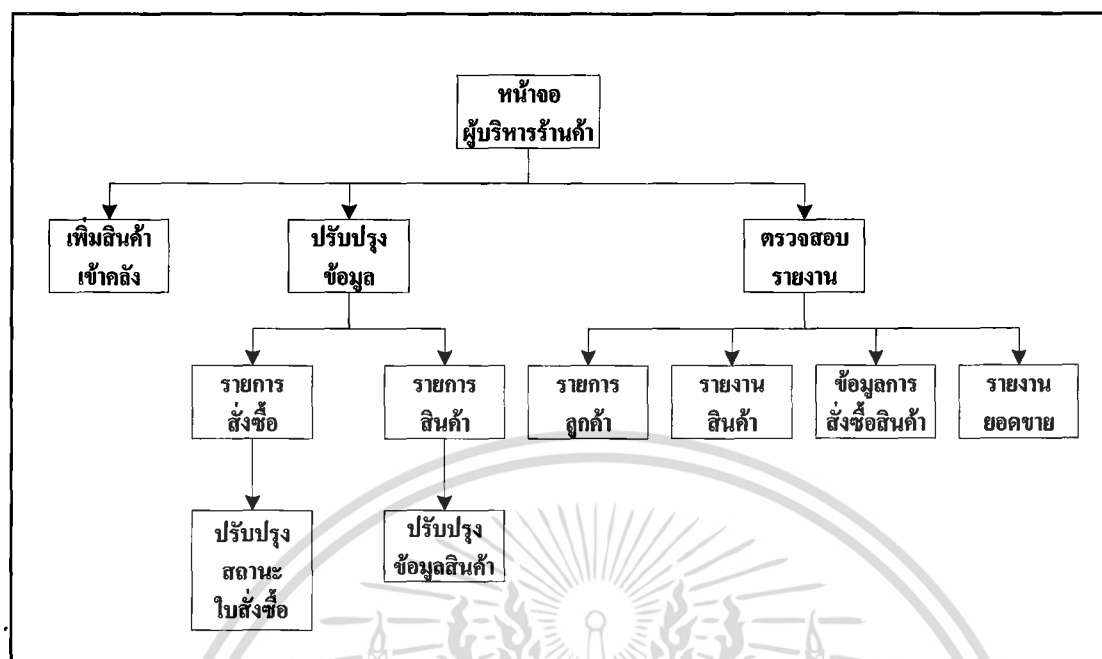 หน้าจอ
ผู้บริหารร้านค้า
เพิ่มสินค้า
เข้าคลัง
ปรับปรุง
ข้อมูล
ตรวจสอบ
รายงาน
รายการ
สั่งซื้อ
รายการ
สินค้า
รายการ
ลูกค้า
รายงาน
สินค้า
ข้อมูลการ
สั่งซื้อสินค้า
รายงาน
ยอดขาย
ปรับปรุง
สถานะ
ใบสั่งซื้อ
ปรับปรุง
ข้อมูลสินค้า